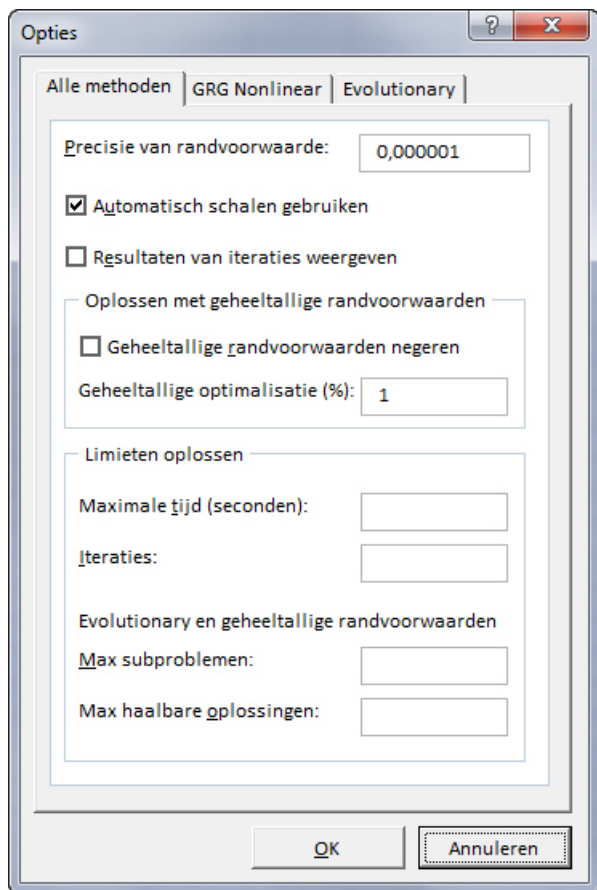 Opties
Alle methoden GRG Nonlinear Evolutionary
Precisie van randvoorwaarde: 0,000001
Automatisch schalen gebruiken
Resultaten van iteraties weergeven
Oplossen met geheeltallige randvoorwaarden
Geheeltallige randvoorwaarden negeren
Geheeltallige optimalisatie (%): 1
Limieten oplossen
Maximale tijd (seconden):
Iteraties:
Evolutionary en geheeltallige randvoorwaarden
Max subproblemen:
Max haalbare oplossingen:
OK Annuleren